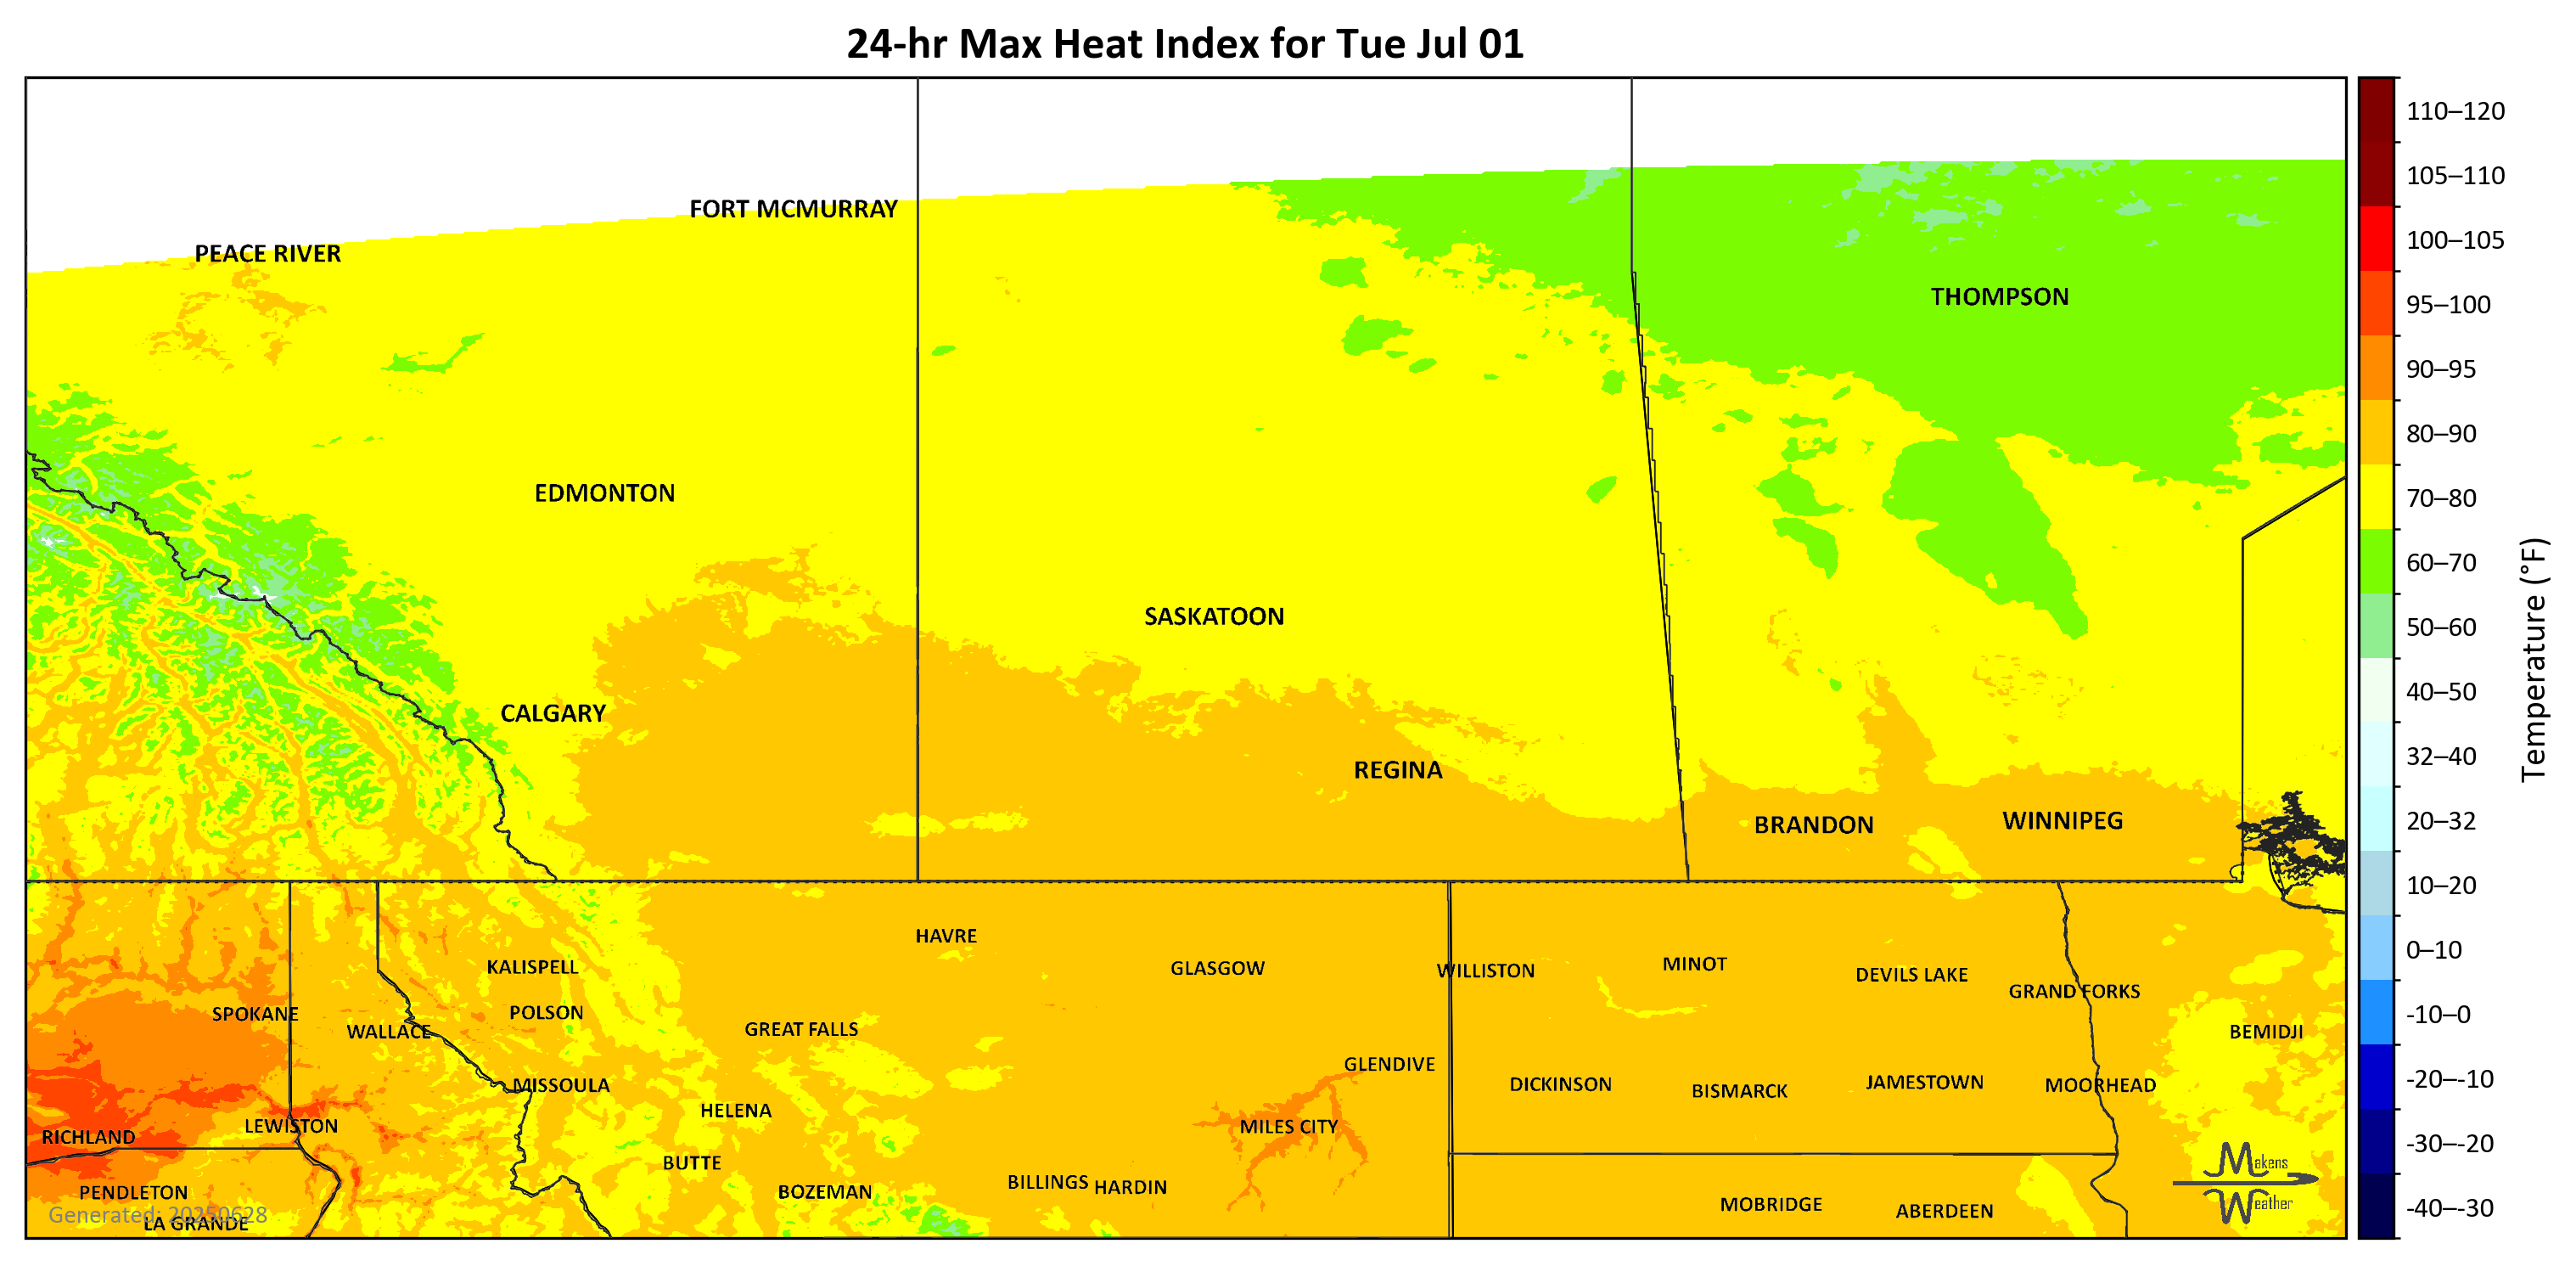 24-hr Max Heat Index for Tue Jul 01
110–120
105–110
FORT MCMURRAY
100–105
PEACE RIVER
THOMPSON
95–100
90–95
80–90
EDMONTON
70–80
60–70
SASKATOON
50–60
Temperature (°F)
40–50
CALGARY
32–40
REGINA
BRANDON
WINNIPEG
20–32
10–20
HAVRE
0–10
KALISPELL
GLASGOW
WILLISTON
MINOT
DEVILS LAKE
GRAND FORKS
SPOKANE
POLSON
-10–0
WALLACE
GREAT FALLS
BEMIDJI
GLENDIVE
-20–-10
MISSOULA
DICKINSON
BISMARCK
JAMESTOWN
MOORHEAD
HELENA
LEWISTON
MILES CITY
RICHLAND
-30–-20
BUTTE
Makens
Weather
PENDLETON
BOZEMAN
BILLINGS
HARDIN
MOBRIDGE
ABERDEEN
-40–-30
Generated: 20250628
LA GRANDE